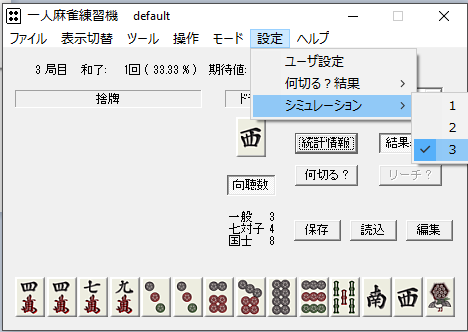 一人麻雀練習機 default
ファイル 表示切替 ツール 操作 モード 設定 ヘルプ
3 局目 和了: 1回 ( 33.33 % ) 期待値:
ユーザ設定
何切る？結果
シミュレーション
1
2
3
捨牌
西
統計情報
何切る？
リーチ？
向聴数
一般 3
七対子 4
国士 8
保存 読込 編集
四萬 四萬 七萬 九萬 南 西